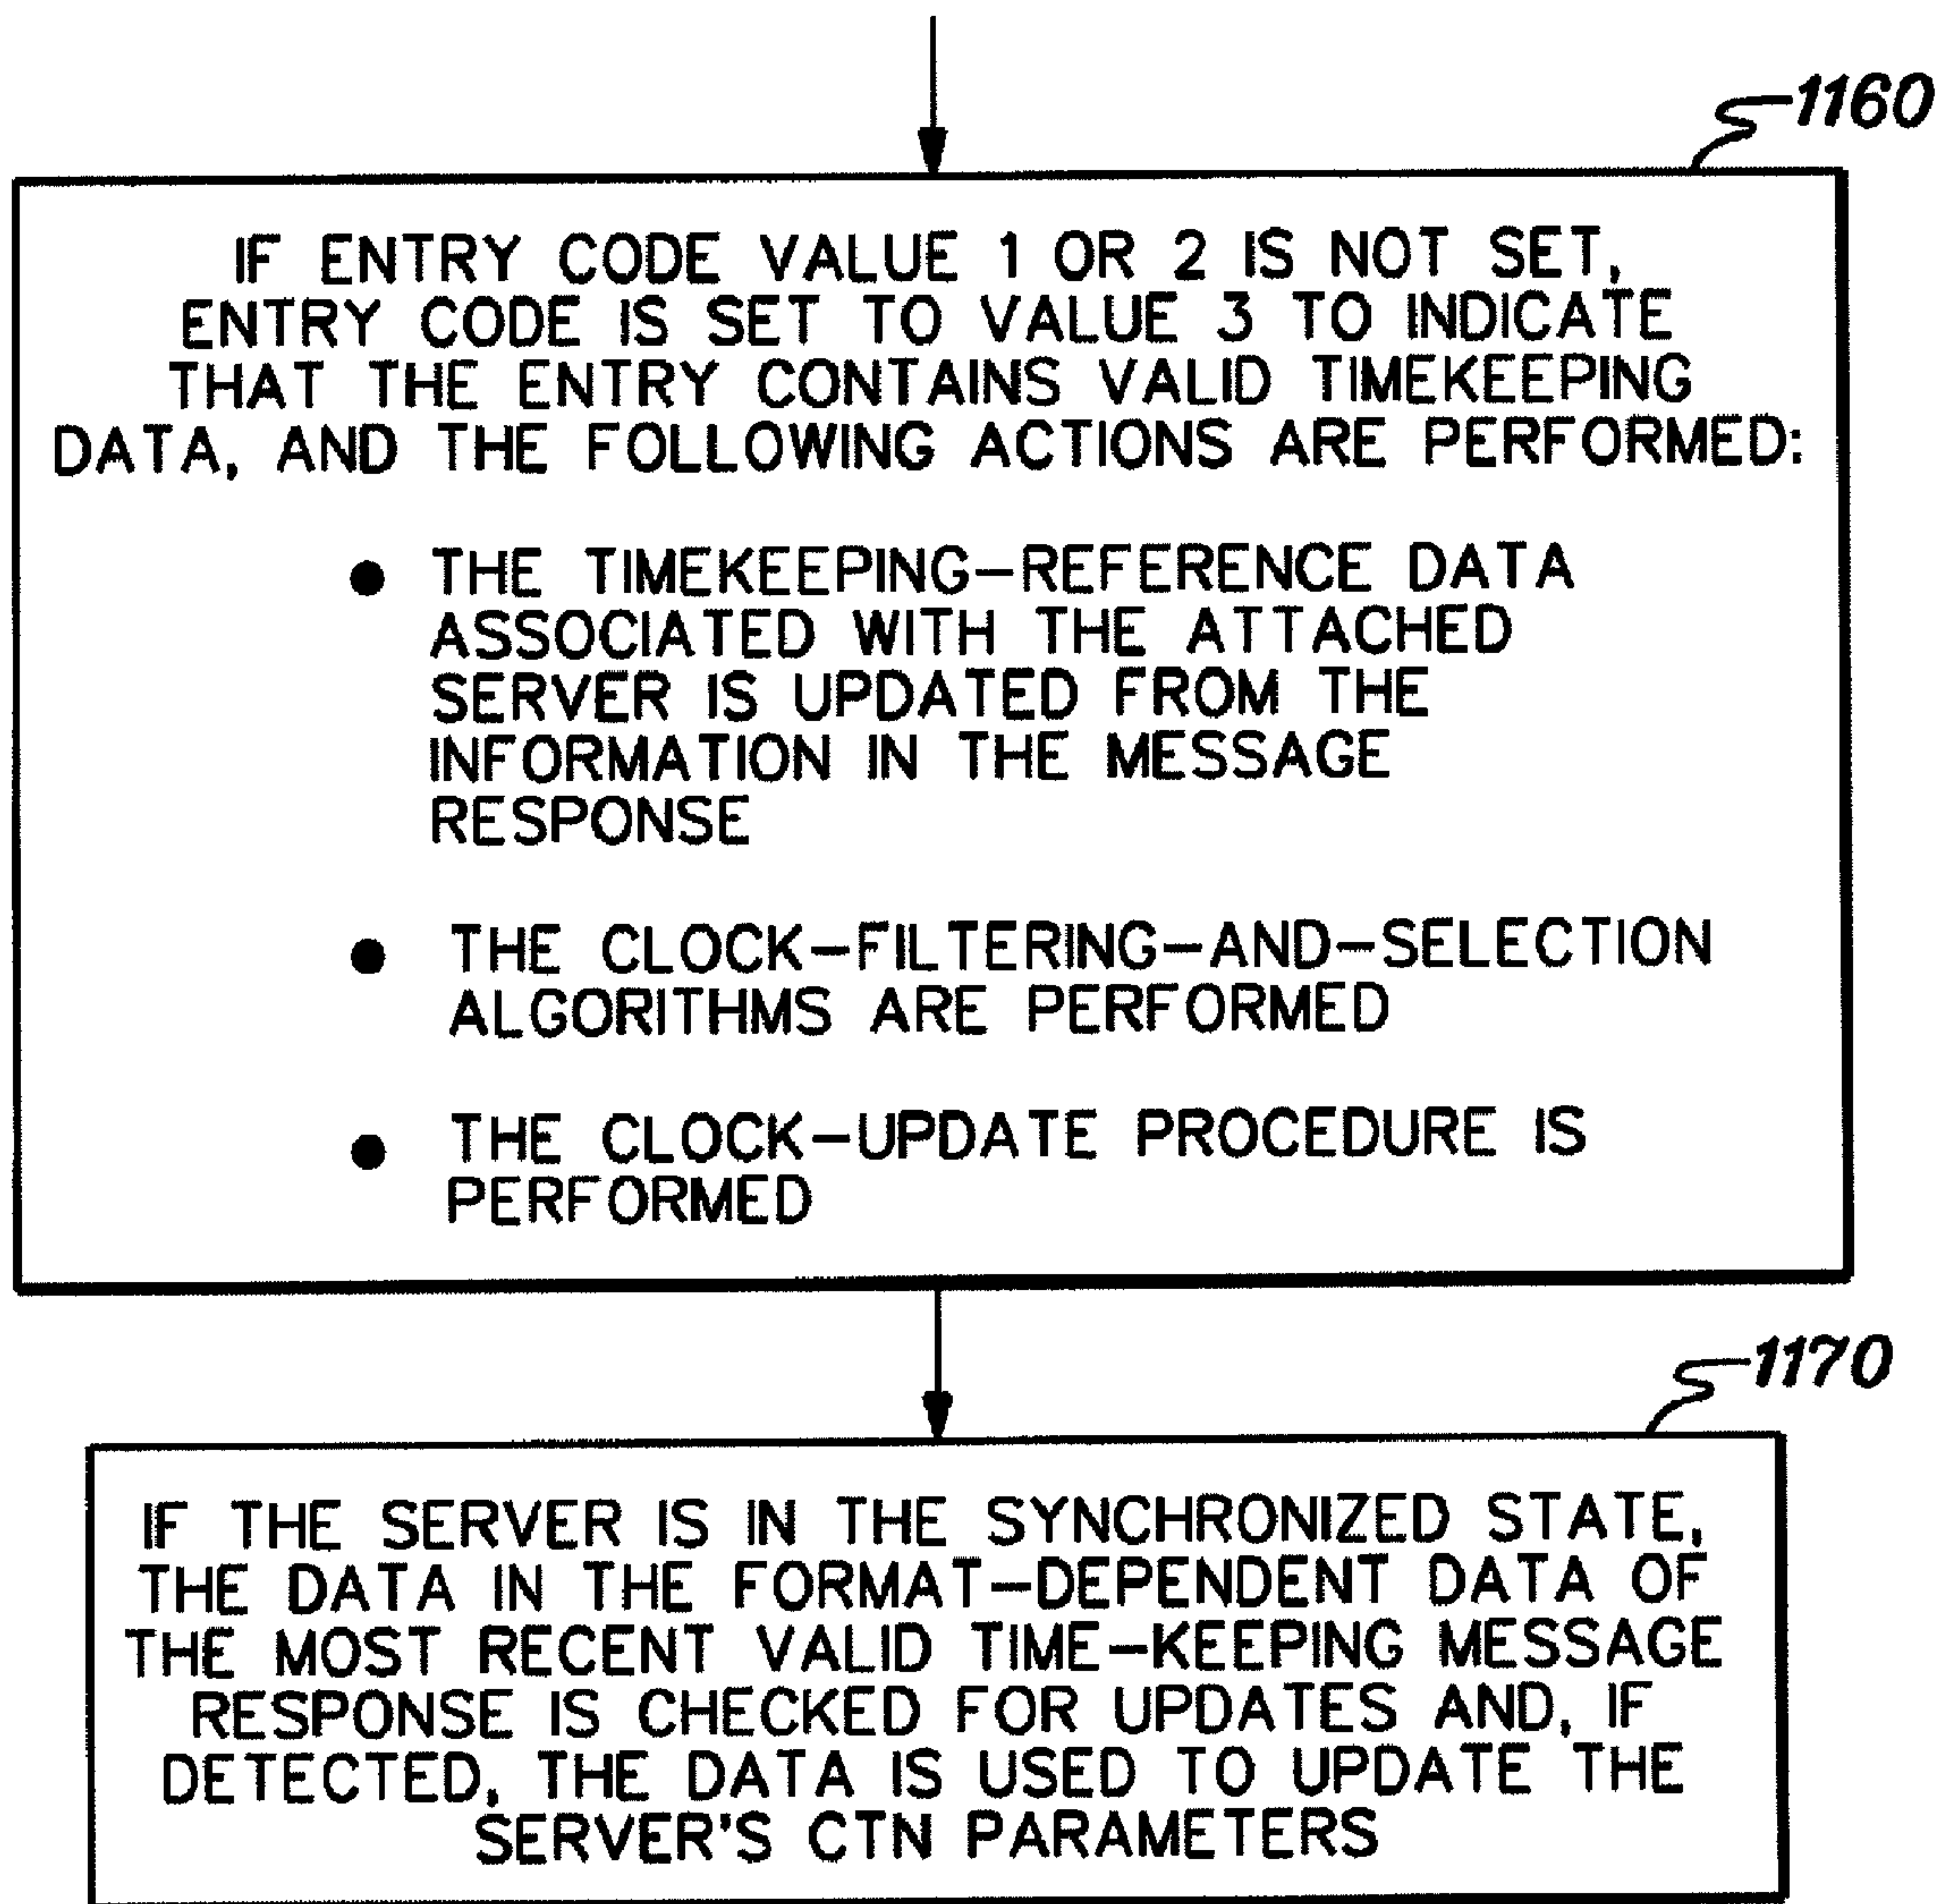 1160
IF ENTRY CODE VALUE 1 OR 2 IS NOT SET,
ENTRY CODE IS SET TO VALUE 3 TO INDICATE
THAT THE ENTRY CONTAINS VALID TIMEKEEPING
DATA, AND THE FOLLOWING ACTIONS ARE PERFORMED:
● THE TIMEKEEPING–REFERENCE DATA
ASSOCIATED WITH THE ATTACHED
SERVER IS UPDATED FROM THE
INFORMATION IN THE MESSAGE
RESPONSE
● THE CLOCK–FILTERING–AND–SELECTION
ALGORITHMS ARE PERFORMED
● THE CLOCK–UPDATE PROCEDURE IS
PERFORMED
1170
IF THE SERVER IS IN THE SYNCHRONIZED STATE,
THE DATA IN THE FORMAT–DEPENDENT DATA OF
THE MOST RECENT VALID TIME–KEEPING MESSAGE
RESPONSE IS CHECKED FOR UPDATES AND, IF
DETECTED, THE DATA IS USED TO UPDATE THE
SERVER'S CTN PARAMETERS